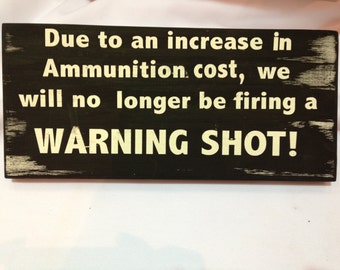 Due to an increase in
Ammunition cost, we
will no longer be firing a
WARNING SHOT!